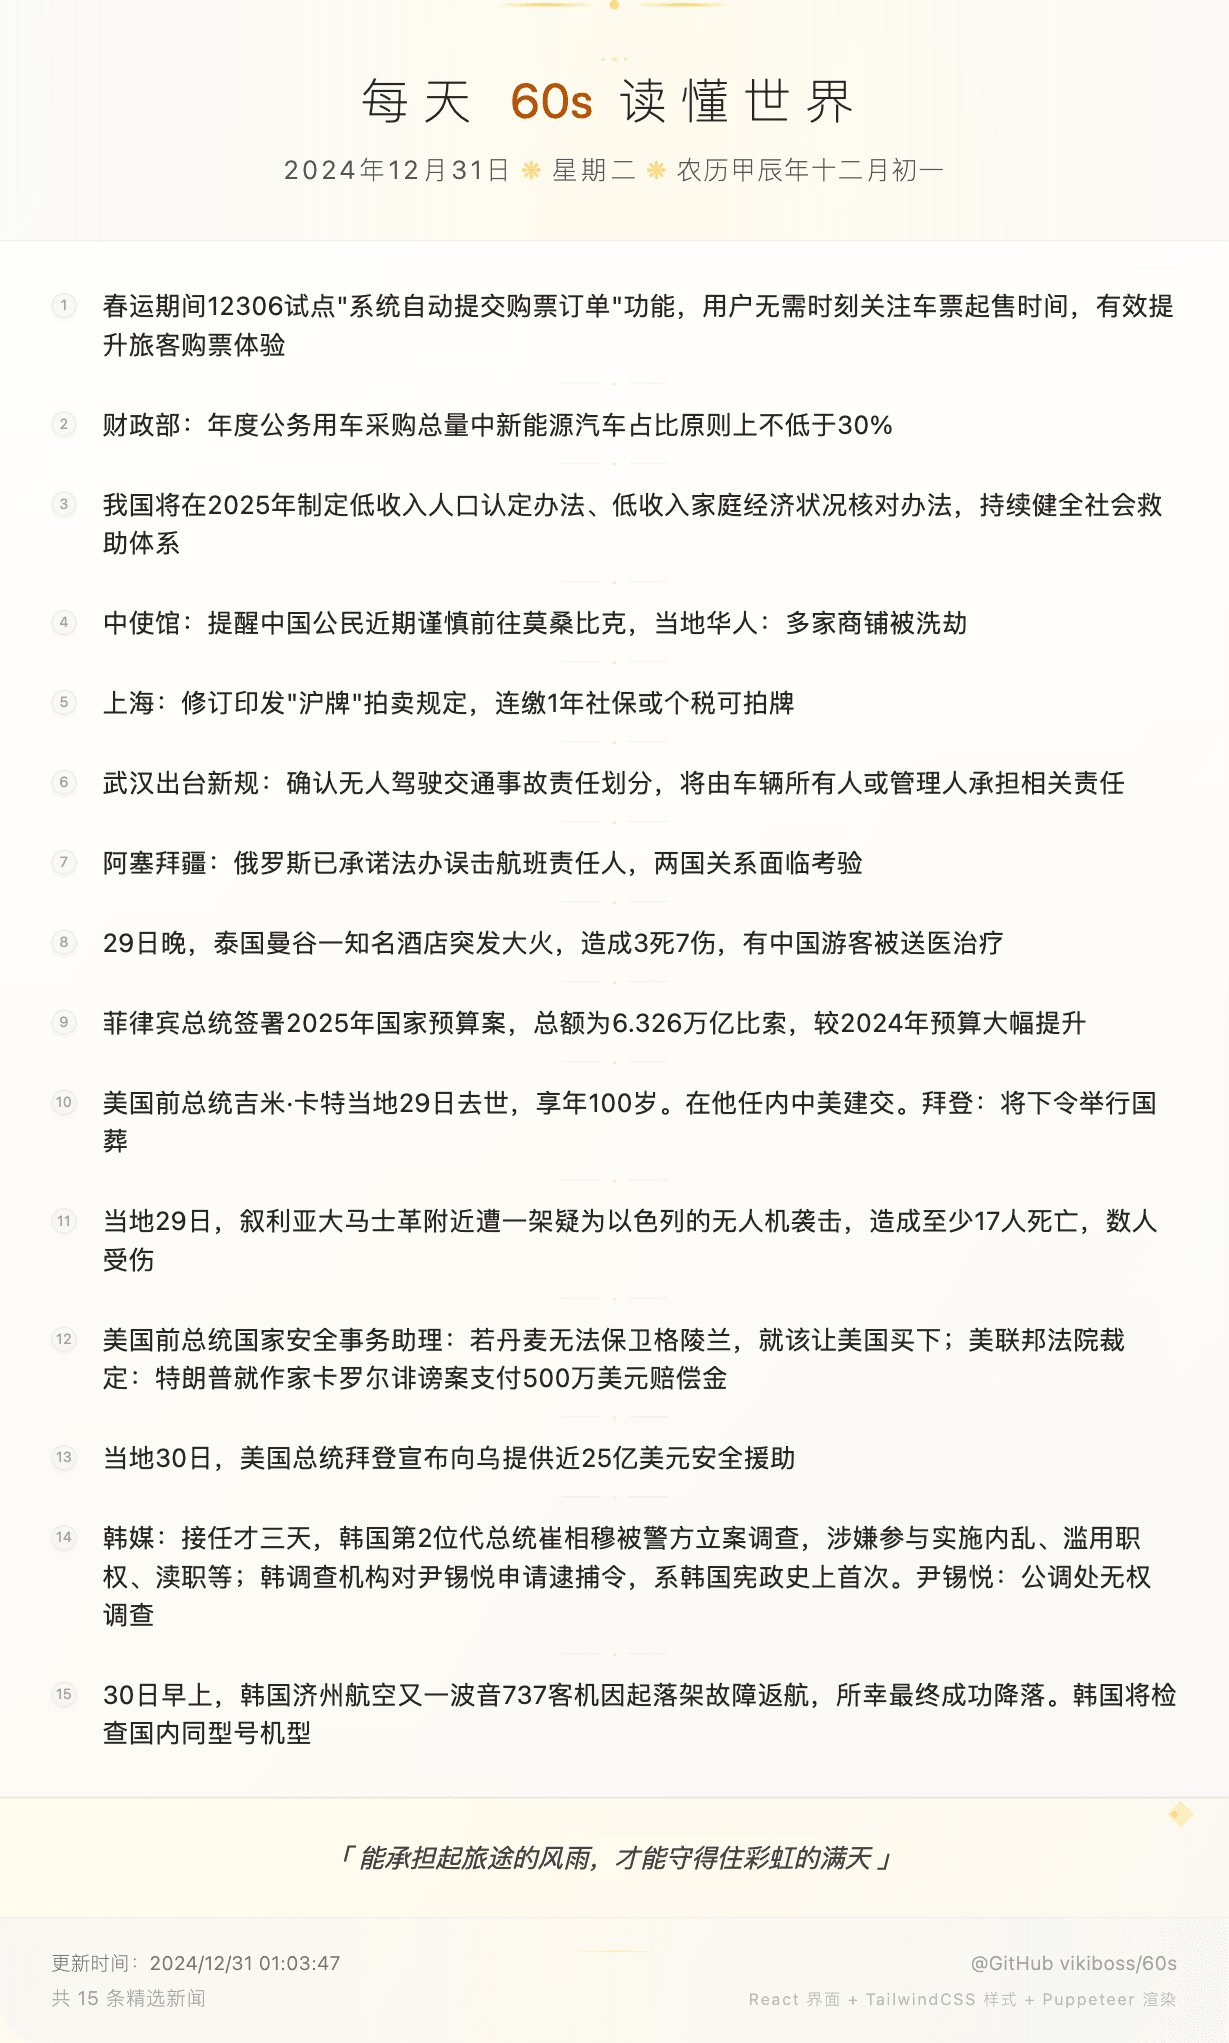 每天 60s 读懂世界
2024年12月31日 ❋ 星期二 ❋ 农历甲辰年十二月初一
1 春运期间12306试点"系统自动提交购票订单"功能，用户无需时刻关注车票起售时间，有效提
升旅客购票体验
2 财政部：年度公务用车采购总量中新能源汽车占比原则上不低于30%
3 我国将在2025年制定低收入人口认定办法、低收入家庭经济状况核对办法，持续健全社会救
助体系
4 中使馆：提醒中国公民近期谨慎前往莫桑比克，当地华人：多家商铺被洗劫
5 上海：修订印发"沪牌"拍卖规定，连缴1年社保或个税可拍牌
6 武汉出台新规：确认无人驾驶交通事故责任划分，将由车辆所有人或管理人承担相关责任
7 阿塞拜疆：俄罗斯已承诺法办误击航班责任人，两国关系面临考验
8 29日晚，泰国曼谷一知名酒店突发大火，造成3死7伤，有中国游客被送医治疗
9 菲律宾总统签署2025年国家预算案，总额为6.326万亿比索，较2024年预算大幅提升
10 美国前总统吉米·卡特当地29日去世，享年100岁。在他任内中美建交。拜登：将下令举行国
葬
11 当地29日，叙利亚大马士革附近遭一架疑为以色列的无人机袭击，造成至少17人死亡，数人
受伤
12 美国前总统国家安全事务助理：若丹麦无法保卫格陵兰，就该让美国买下；美联邦法院裁
定：特朗普就作家卡罗尔诽谤案支付500万美元赔偿金
13 当地30日，美国总统拜登宣布向乌提供近25亿美元安全援助
14 韩媒：接任才三天，韩国第2位代总统崔相穆被警方立案调查，涉嫌参与实施内乱、滥用职
权、渎职等；韩调查机构对尹锡悦申请逮捕令，系韩国宪政史上首次。尹锡悦：公调处无权
调查
15 30日早上，韩国济州航空又一波音737客机因起落架故障返航，所幸最终成功降落。韩国将检
查国内同型号机型
「 能承担起旅途的风雨，才能守得住彩虹的满天 」
更新时间：2024/12/31 01:03:47
@GitHub vikiboss/60s
共 15 条精选新闻
React 界面 + TailwindCSS 样式 + Puppeteer 渲染